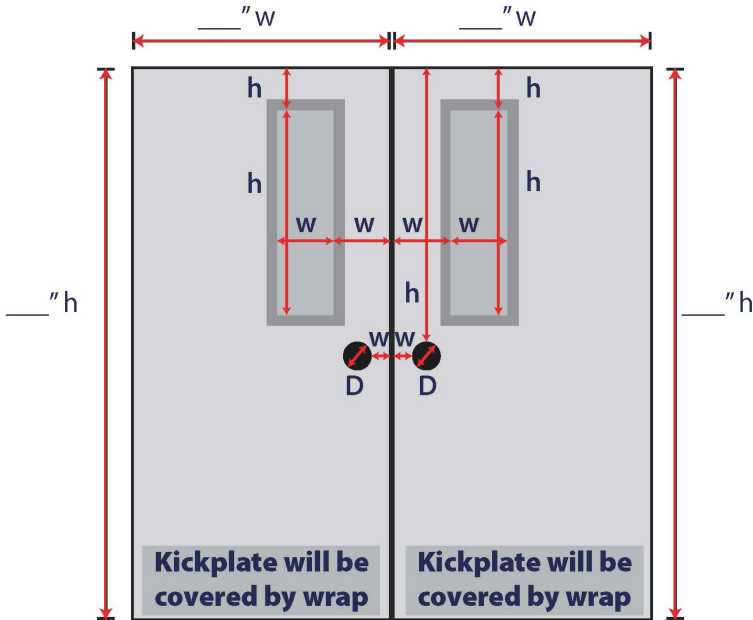 ___” w ___” w
h h
h h
w w w w
h
___” h ___” h
w w
D D
Kickplate will be Kickplate will be
covered by wrap covered by wrap